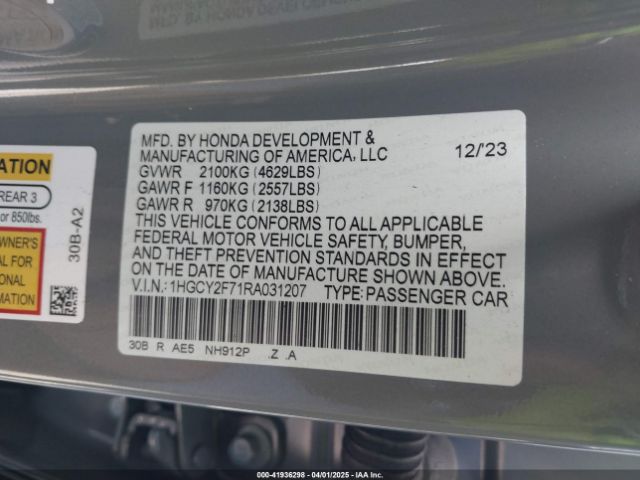 MFD. BY HONDA DEVELOPMENT &
MANUFACTURING OF AMERICA, LLC 12/'23
GVWR 2100KG (4629LBS)
GAWR F 1160KG (2557LBS)
GAWR R 970KG (2138LBS)
THIS VEHICLE CONFORMS TO ALL APPLICABLE
FEDERAL MOTOR VEHICLE SAFETY, BUMPER,
AND THEFT PREVENTION STANDARDS IN EFFECT
ON THE DATE OF MANUFACTURE SHOWN ABOVE.
V.I.N.:1HGCY2F71RA031207 TYPE:PASSENGER CAR
30B R AE5 NH912P .Z .A
REAR 3
or 850lbs.
30B-A2
00-41936298 - 04/01/2025 - IAA Inc.